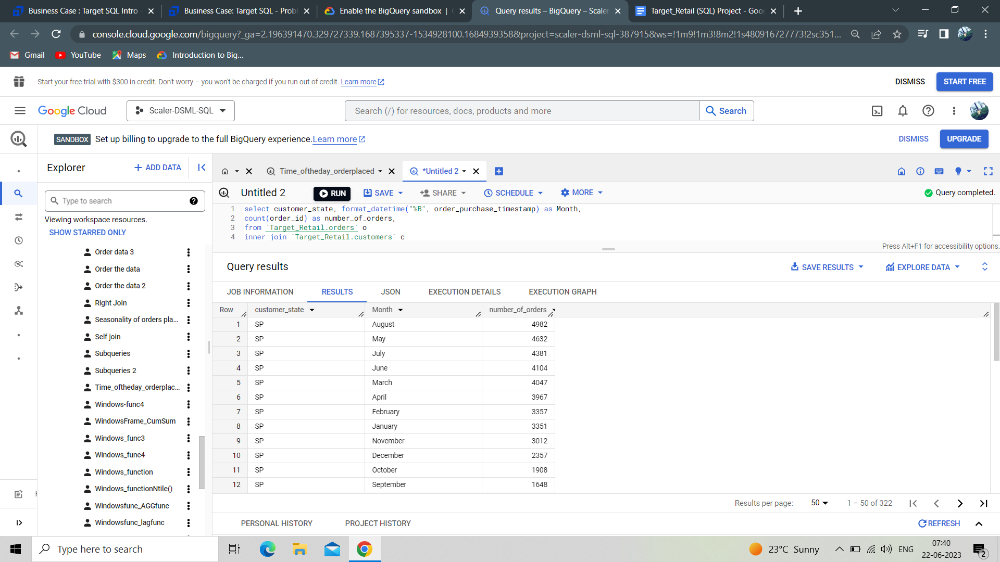 Business Case : Target SQL Intro
Business Case: Target SQL - Probl
Enable the BigQuery sandbox |
Query results – BigQuery – Scaler
Target_Retail (SQL) Project - Goo
console.cloud.google.com/bigquery?_ga=2.196391470.329727339.1687395337-1534928100.1684939358&project=scaler-dsml-sql-387915&ws=!1m9!1m3!8m2!1s480916727773!2sc351...
Gmail YouTube Maps Introduction to Big...
Start your free trial with $300 in credit. Don't worry – you won't be charged if you run out of credit. Learn more
DISMISS START FREE
Google Cloud
Scaler-DSML-SQL
Search (/) for resources, docs, products and more
Search
SANDBOX Set up billing to upgrade to the full BigQuery experience. Learn more
DISMISS UPGRADE
Explorer
+ ADD DATA
Type to search
Viewing workspace resources.
SHOW STARRED ONLY
Order data 3
Order the data
Order the data 2
Right Join
Seasonality of orders pla...
Self join
Subqueries
Subqueries 2
Time_oftheday_orderplac...
Windows-func4
WindowsFrame_CumSum
Windows_func3
Windows_func4
Windows_function
Windows_functionNtile()
Windowsfunc_AGGfunc
Windowsfunc_lagfunc
Time_oftheday_orderplaced
*Untitled 2
Untitled 2
RUN SAVE SHARE SCHEDULE MORE
Query completed.
1 select customer_state, format_datetime("%B", order_purchase_timestamp) as Month,
2 count(order_id) as number_of_orders,
3 from `Target_Retail.orders` o
4 inner join `Target_Retail.customers` c
Press Alt+F1 for accessibility options.
Query results
SAVE RESULTS EXPLORE DATA
JOB INFORMATION RESULTS JSON EXECUTION DETAILS EXECUTION GRAPH
Row customer_state Month number_of_orders
1 SP August 4982
2 SP May 4632
3 SP July 4381
4 SP June 4104
5 SP March 4047
6 SP April 3967
7 SP February 3357
8 SP January 3351
9 SP November 3012
10 SP December 2357
11 SP October 1908
12 SP September 1648
Results per page: 50 1 – 50 of 322
PERSONAL HISTORY PROJECT HISTORY
REFRESH
Type here to search
23°C Sunny
ENG
07:40
22-06-2023
2